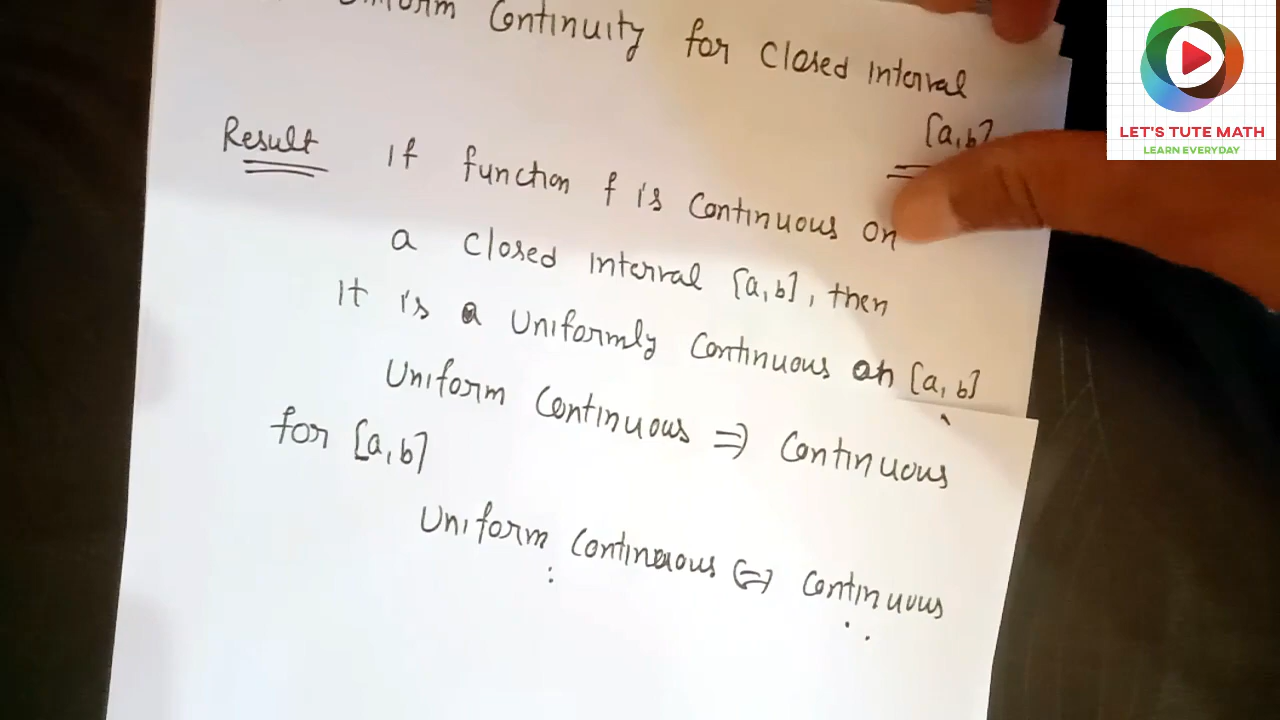 Uniform Continuity for Closed Interval
[a,b]
Result If function f is Continuous on
a closed interval [a,b], then
It is a Uniformly Continuous on [a, b]
Uniform Continuous => Continuous
for [a,b]
Uniform Continuous <=> Continuous
LET'S TUTE MATH
LEARN EVERYDAY